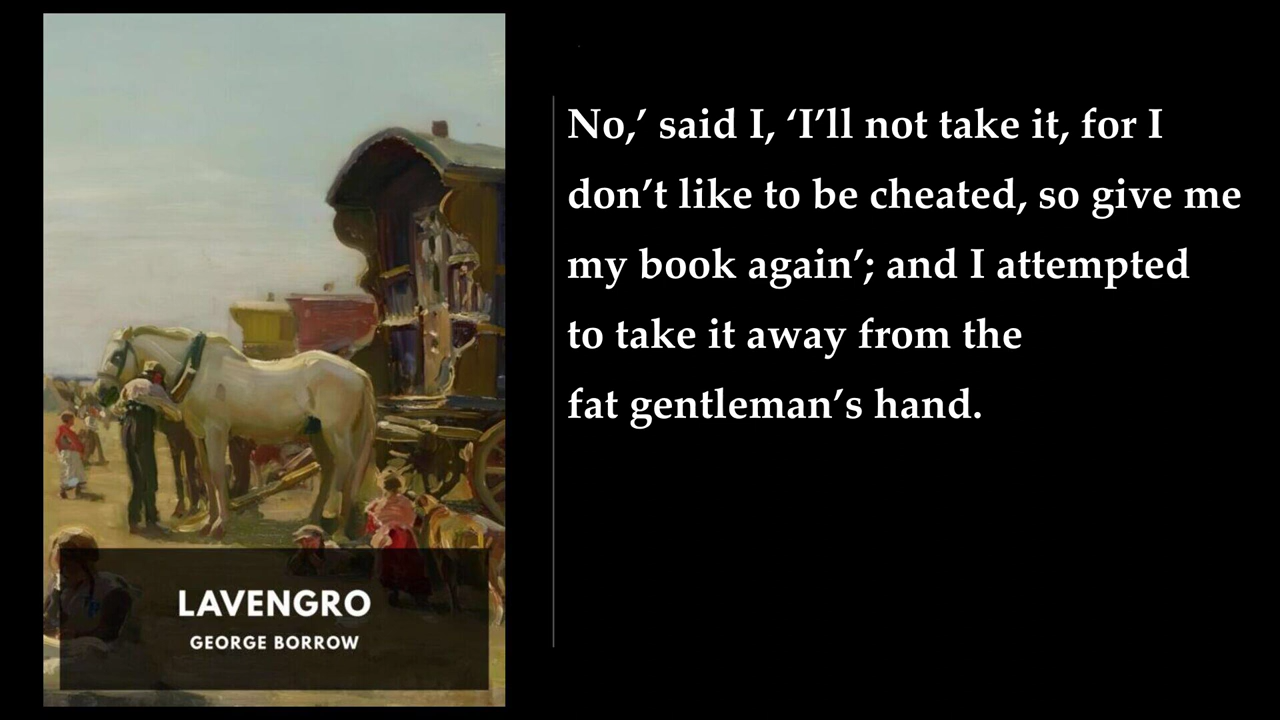 LAVENGRO
GEORGE BORROW
No,’ said I, ‘I’ll not take it, for I
don’t like to be cheated, so give me
my book again’; and I attempted
to take it away from the
fat gentleman’s hand.